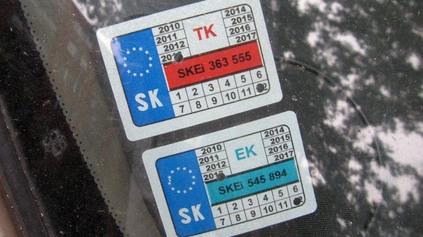 2010 TK 2014
2011 2015
2012 2016
2017
SKEi 363 555
SK 1 2 3 4 5 6
7 8 9 10 11
2010 EK 2014
2011 2015
2012 2016
2017
SKEi 545 894
SK 1 2 3 4 5 6
7 8 9 10 11